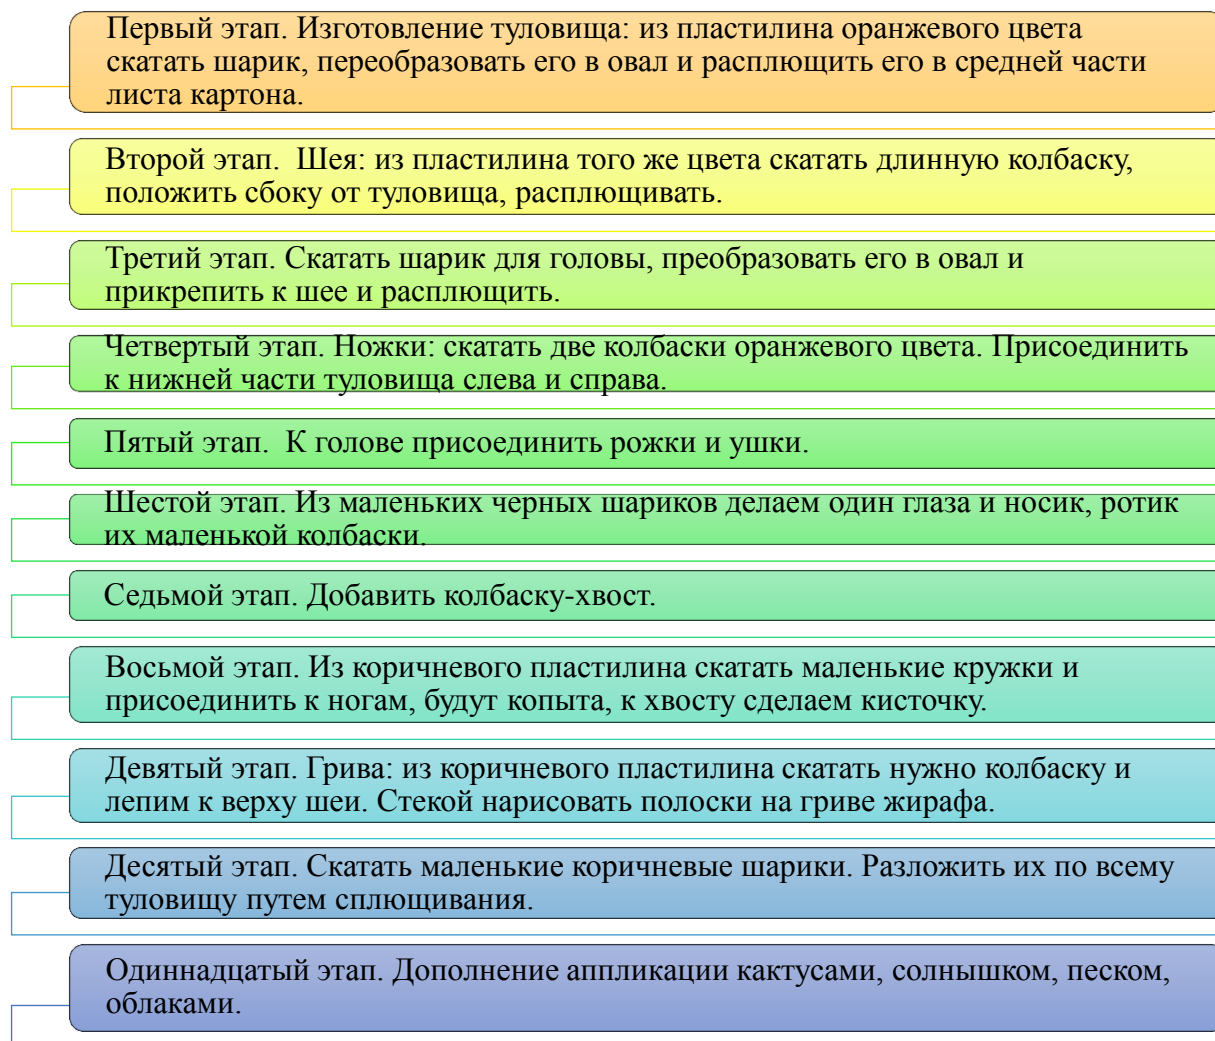 Первый этап. Изготовление туловища: из пластилина оранжевого цвета
скатать шарик, переобразовать его в овал и расплющить его в средней части
листа картона.
Второй этап.  Шея: из пластилина того же цвета скатать длинную колбаску,
положить сбоку от туловища, расплющивать.
Третий этап. Скатать шарик для головы, преобразовать его в овал и
прикрепить к шее и расплющить.
Четвертый этап. Ножки: скатать две колбаски оранжевого цвета. Присоединить
к нижней части туловища слева и справа.
Пятый этап.  К голове присоединить рожки и ушки.
Шестой этап. Из маленьких черных шариков делаем один глаза и носик, ротик
их маленькой колбаски.
Седьмой этап. Добавить колбаску-хвост.
Восьмой этап. Из коричневого пластилина скатать маленькие кружки и
присоединить к ногам, будут копыта, к хвосту сделаем кисточку.
Девятый этап. Грива: из коричневого пластилина скатать нужно колбаску и
лепим к верху шеи. Стекой нарисовать полоски на гриве жирафа.
Десятый этап. Скатать маленькие коричневые шарики. Разложить их по всему
туловищу путем сплющивания.
Одиннадцатый этап. Дополнение аппликации кактусами, солнышком, песком,
облаками.